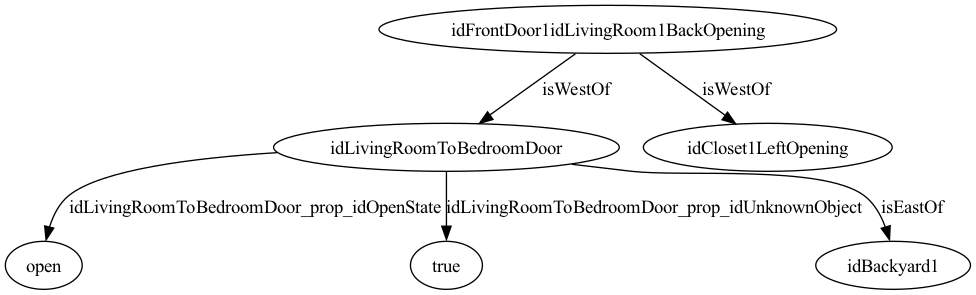 idFrontDoor1idLivingRoom1BackOpening
isWestOf
isWestOf
idLivingRoomToBedroomDoor
idCloset1LeftOpening
idLivingRoomToBedroomDoor_prop_idOpenState
idLivingRoomToBedroomDoor_prop_idUnknownObject
isEastOf
open
true
idBackyard1